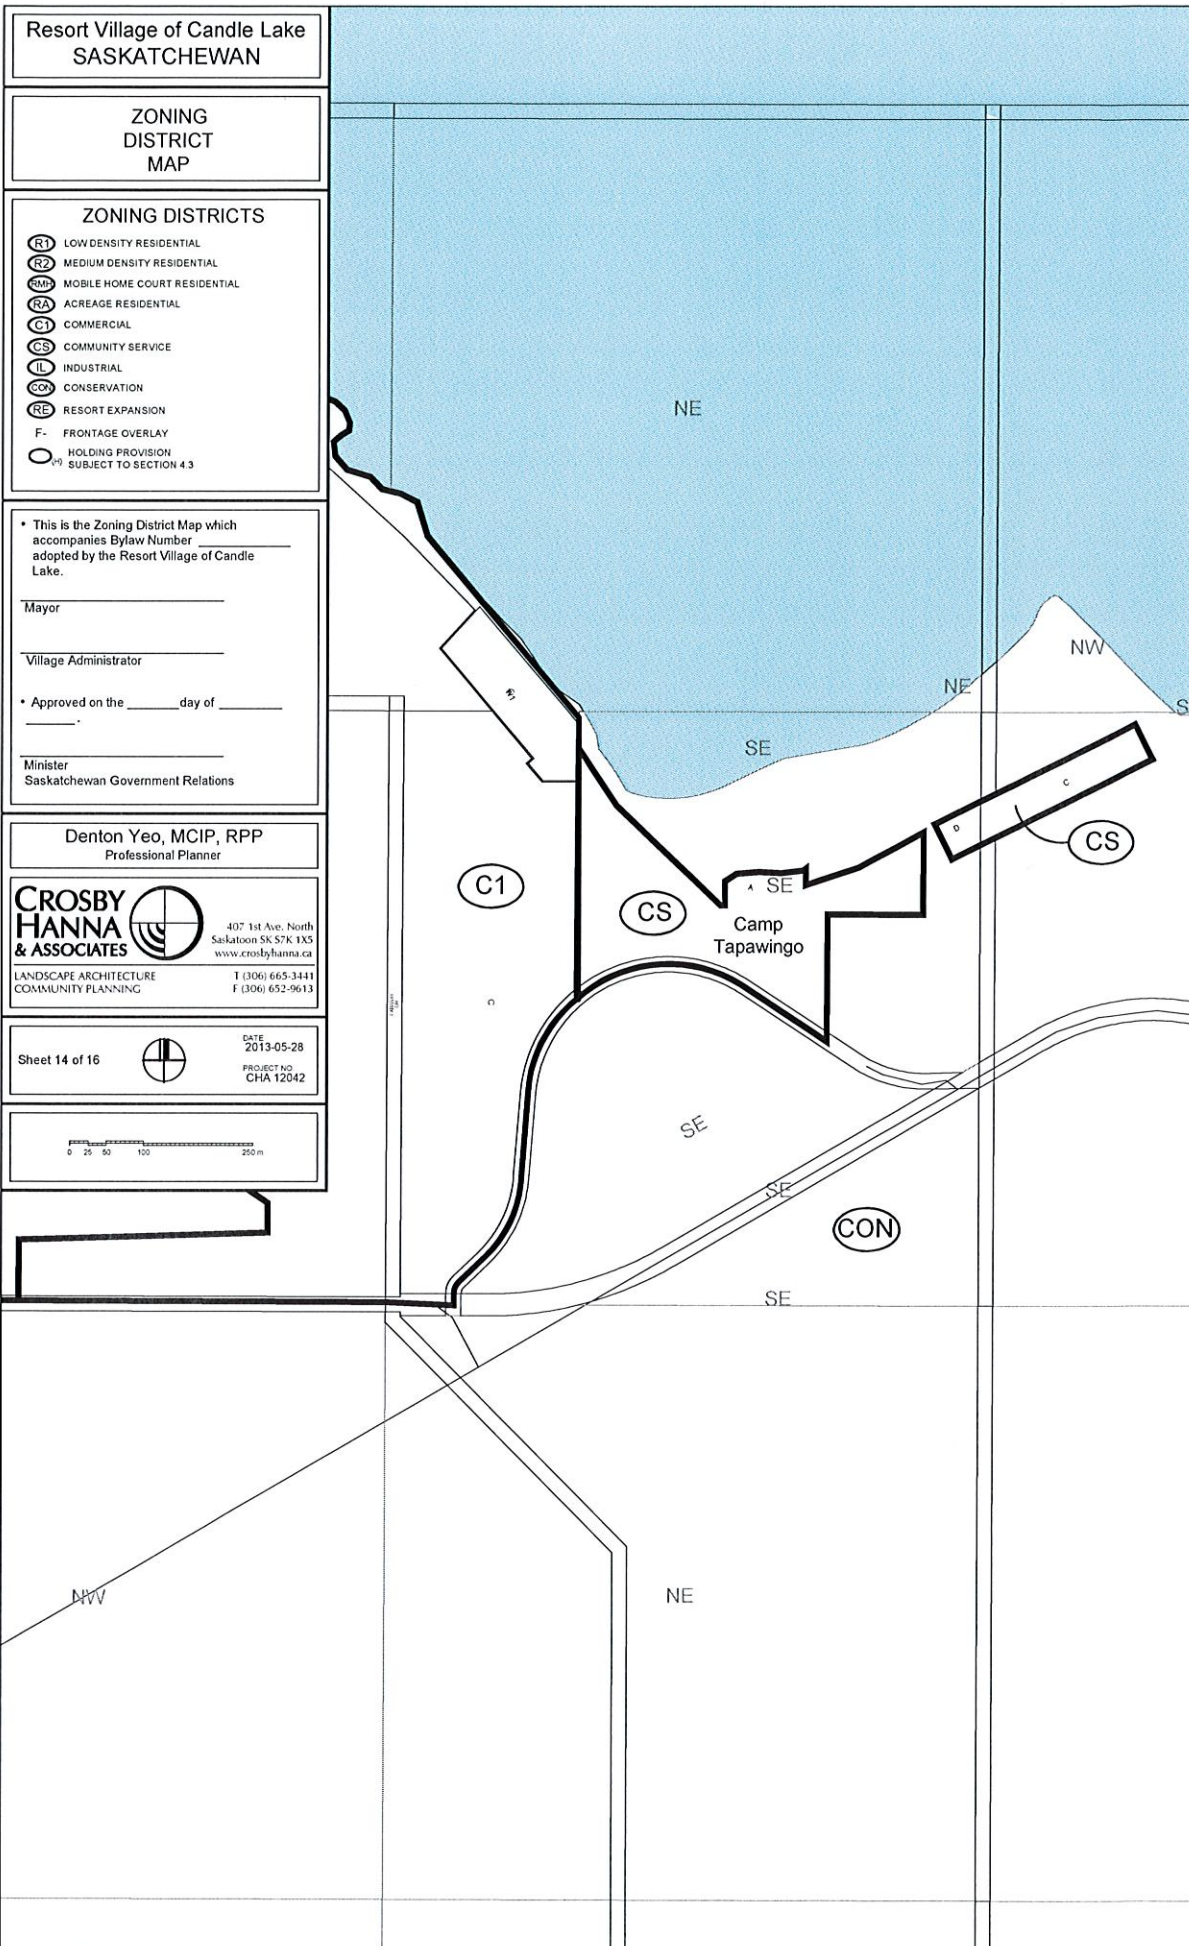 Resort Village of Candle Lake
SASKATCHEWAN
ZONING
DISTRICT
MAP
ZONING DISTRICTS
R1 LOW DENSITY RESIDENTIAL
R2 MEDIUM DENSITY RESIDENTIAL
RMH MOBILE HOME COURT RESIDENTIAL
RA ACREAGE RESIDENTIAL
C1 COMMERCIAL
CS COMMUNITY SERVICE
IL INDUSTRIAL
CON CONSERVATION
RE RESORT EXPANSION
F- FRONTAGE OVERLAY
(H) HOLDING PROVISION
SUBJECT TO SECTION 4.3
• This is the Zoning District Map which
accompanies Bylaw Number ____________
adopted by the Resort Village of Candle
Lake.
Mayor
Village Administrator
• Approved on the _______ day of _________
______ .
Minister
Saskatchewan Government Relations
Denton Yeo, MCIP, RPP
Professional Planner
CROSBY
HANNA
& ASSOCIATES
407 1st Ave. North
Saskatoon SK S7K 1X5
www.crosbyhanna.ca
LANDSCAPE ARCHITECTURE
COMMUNITY PLANNING
T (306) 665-3441
F (306) 652-9613
Sheet 14 of 16
DATE
2013-05-28
PROJECT NO
CHA 12042
0 25 50 100 250 m
NE
NW
NE
S
SE
C
D
CS
C1
A SE
CS
Camp
Tapawingo
C
SE
SE
CON
SE
NW
NE